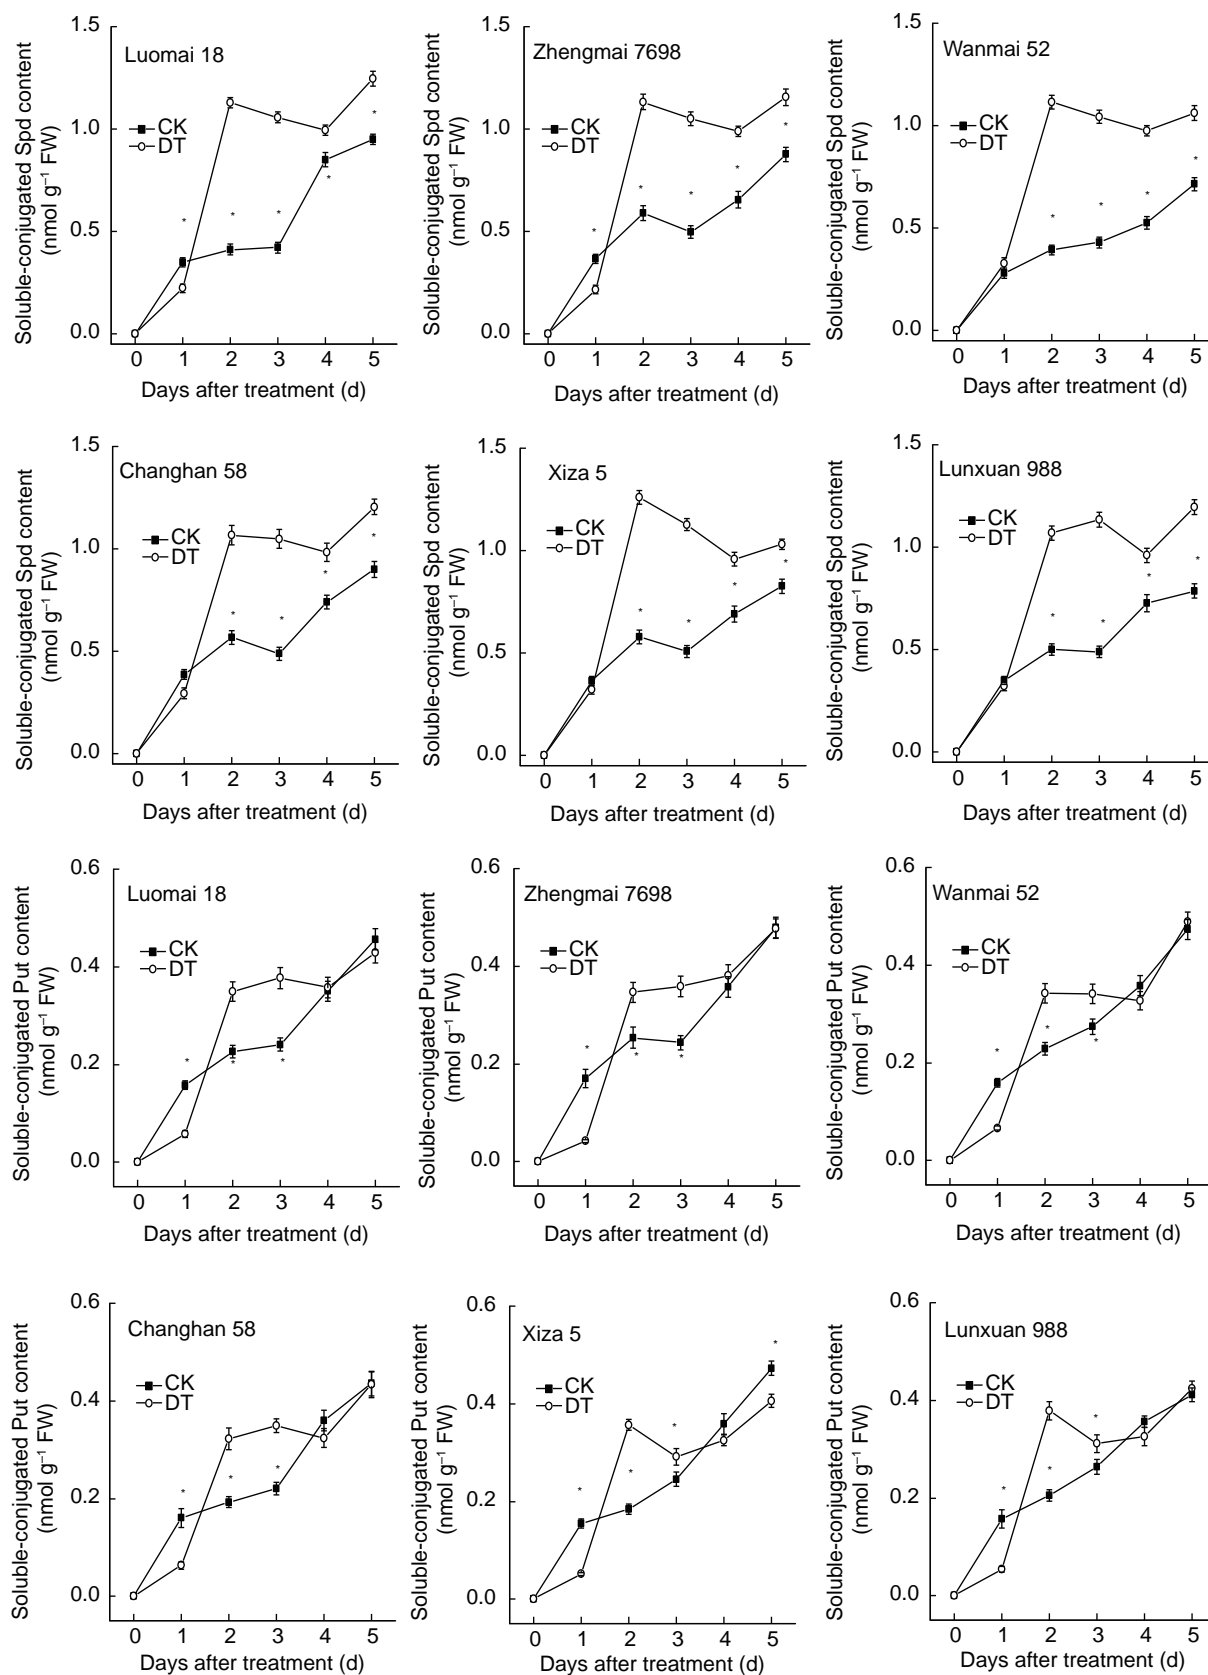 Luomai 18
CK
DT
1.5
1.0
0.5
0.0
Soluble-conjugated Spd content
(nmol g⁻¹ FW)
0 1 2 3 4 5
Days after treatment (d)
* * * * *
Zhengmai 7698
CK
DT
1.5
1.0
0.5
0.0
Soluble-conjugated Spd content
(nmol g⁻¹ FW)
0 1 2 3 4 5
Days after treatment (d)
* * * * *
Wanmai 52
CK
DT
1.5
1.0
0.5
0.0
Soluble-conjugated Spd content
(nmol g⁻¹ FW)
0 1 2 3 4 5
Days after treatment (d)
* * * *
Changhan 58
CK
DT
1.5
1.0
0.5
0.0
Soluble-conjugated Spd content
(nmol g⁻¹ FW)
0 1 2 3 4 5
Days after treatment (d)
* * * *
Xiza 5
CK
DT
1.5
1.0
0.5
0.0
Soluble-conjugated Spd content
(nmol g⁻¹ FW)
0 1 2 3 4 5
Days after treatment (d)
* * * *
Lunxuan 988
CK
DT
1.5
1.0
0.5
0.0
Soluble-conjugated Spd content
(nmol g⁻¹ FW)
0 1 2 3 4 5
Days after treatment (d)
* * * *
Luomai 18
CK
DT
0.6
0.4
0.2
0.0
Soluble-conjugated Put content
(nmol g⁻¹ FW)
0 1 2 3 4 5
Days after treatment (d)
* * *
Zhengmai 7698
CK
DT
0.6
0.4
0.2
0.0
Soluble-conjugated Put content
(nmol g⁻¹ FW)
0 1 2 3 4 5
Days after treatment (d)
* * *
Wanmai 52
CK
DT
0.6
0.4
0.2
0.0
Soluble-conjugated Put content
(nmol g⁻¹ FW)
0 1 2 3 4 5
Days after treatment (d)
* * *
Changhan 58
CK
DT
0.6
0.4
0.2
0.0
Soluble-conjugated Put content
(nmol g⁻¹ FW)
0 1 2 3 4 5
Days after treatment (d)
* * *
Xiza 5
CK
DT
0.6
0.4
0.2
0.0
Soluble-conjugated Put content
(nmol g⁻¹ FW)
0 1 2 3 4 5
Days after treatment (d)
* * * *
Lunxuan 988
CK
DT
0.6
0.4
0.2
0.0
Soluble-conjugated Put content
(nmol g⁻¹ FW)
0 1 2 3 4 5
Days after treatment (d)
* * *